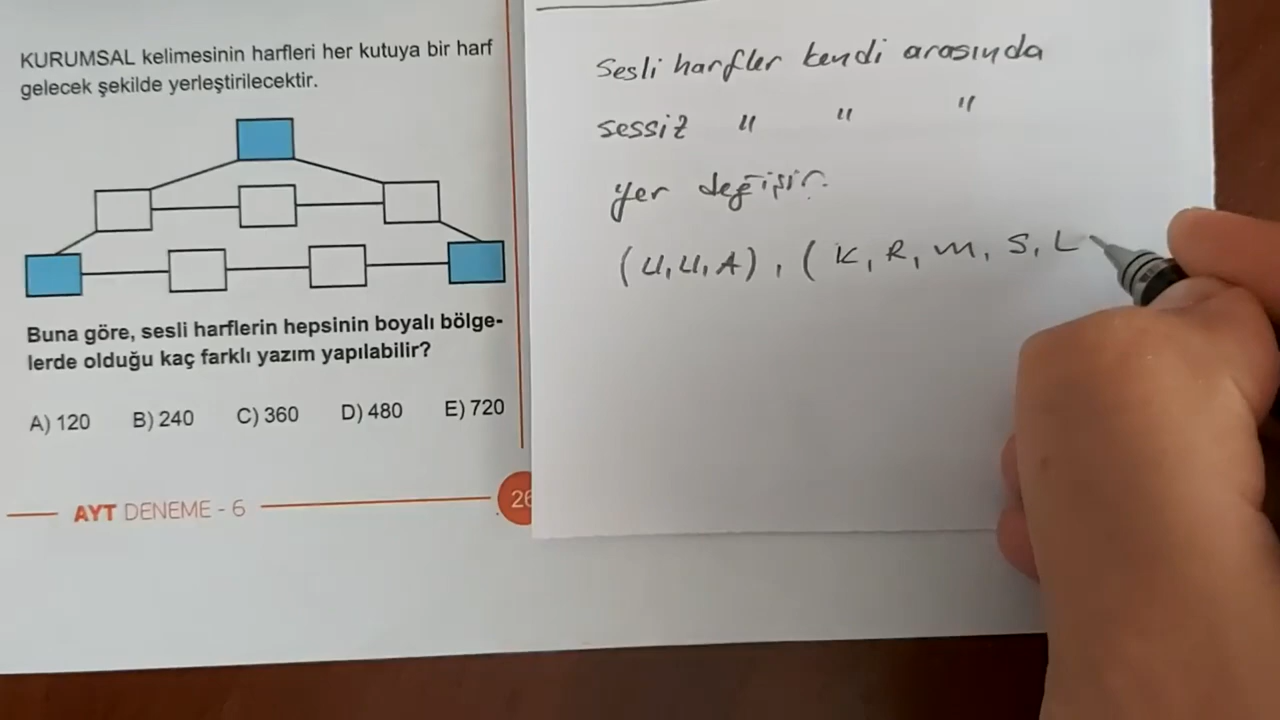 KURUMSAL kelimesinin harfleri her kutuya bir harf
gelecek şekilde yerleştirilecektir.
Buna göre, sesli harflerin hepsinin boyalı bölge-
lerde olduğu kaç farklı yazım yapılabilir?
A) 120 B) 240 C) 360 D) 480 E) 720
AYT DENEME - 6
26
Sesli harfler kendi arasında
sessiz " " "
yer değişir.
(U,U,A), (K, R, M, S, L